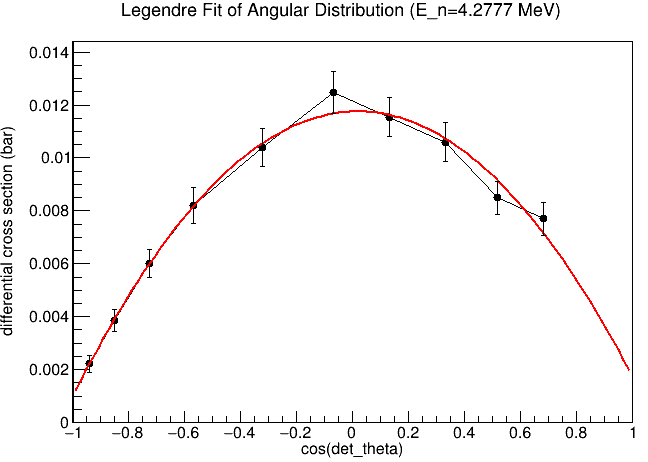 Legendre Fit of Angular Distribution (E_n=4.2777 MeV)
differential cross section (bar)
0.014
0.012
0.01
0.008
0.006
0.004
0.002
0
−1 −0.8 −0.6 −0.4 −0.2 0 0.2 0.4 0.6 0.8 1
cos(det_theta)